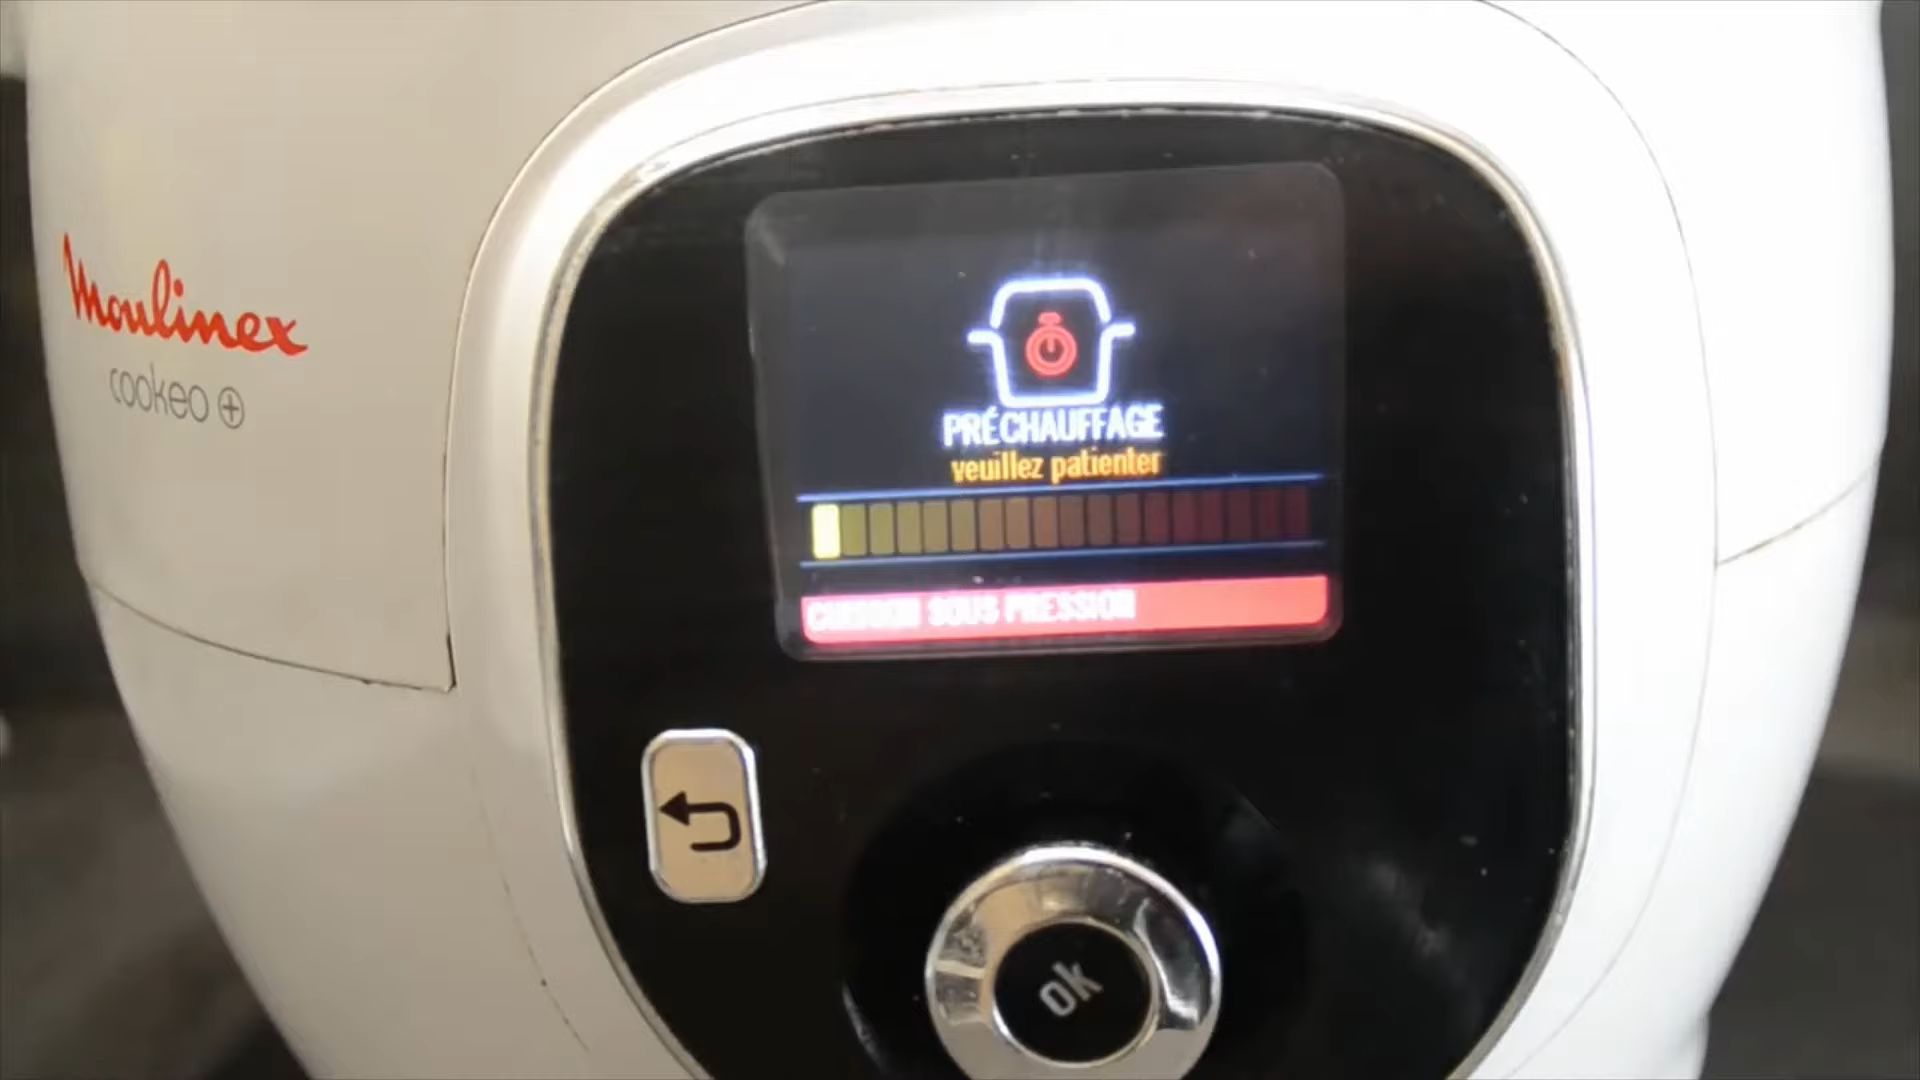 Moulinex
cookeo
PRÉCHAUFFAGE
veuillez patienter
CUISSON SOUS PRESSION
ok